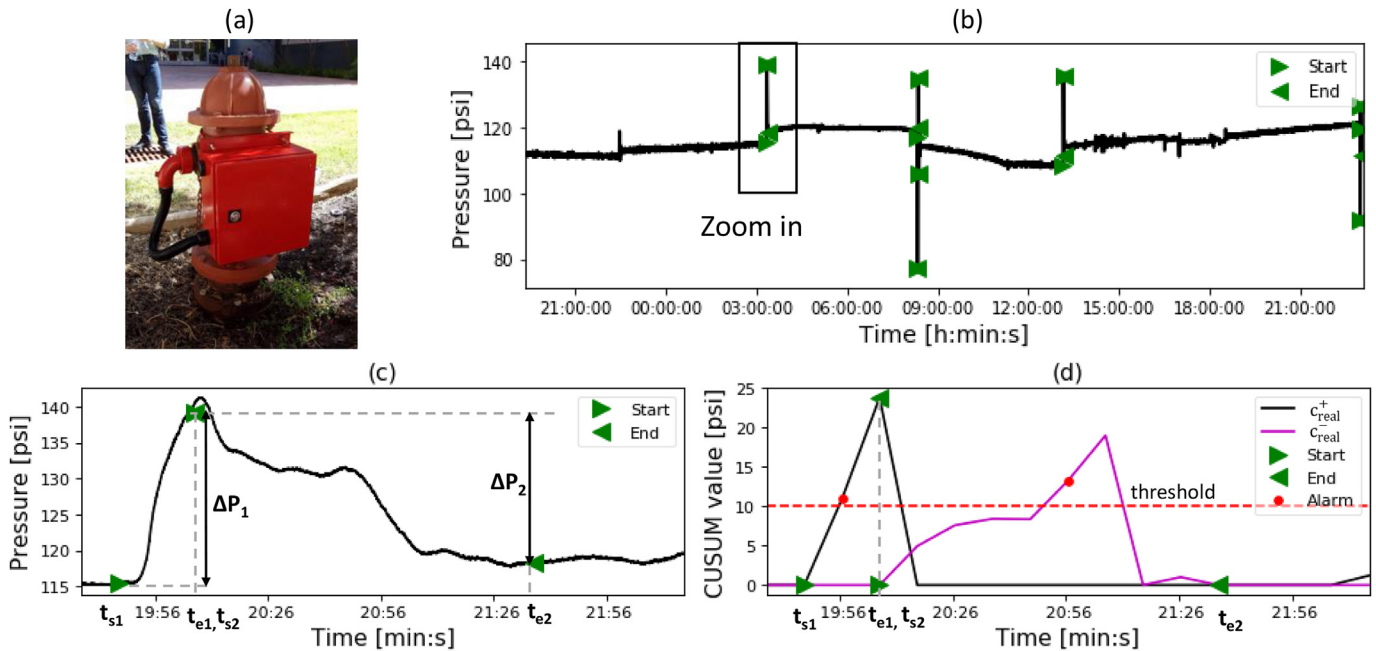 (a)
(b)
140
120
100
80
Pressure [psi]
Start
End
Zoom in
21:00:00 00:00:00 03:00:00 06:00:00 09:00:00 12:00:00 15:00:00 18:00:00 21:00:00
Time [h:min:s]
(c)
140
135
130
125
120
115
Pressure [psi]
Start
End
ΔP₁
ΔP₂
tₛ₁ 19:56 tₑ₁, tₛ₂ 20:26 20:56 21:26 tₑ₂ 21:56
Time [min:s]
(d)
25
20
15
10
5
0
CUSUM value [psi]
c⁺real
c⁻real
Start
End
Alarm
threshold
tₛ₁ 19:56 tₑ₁, tₛ₂ 20:26 20:56 21:26 tₑ₂ 21:56
Time [min:s]